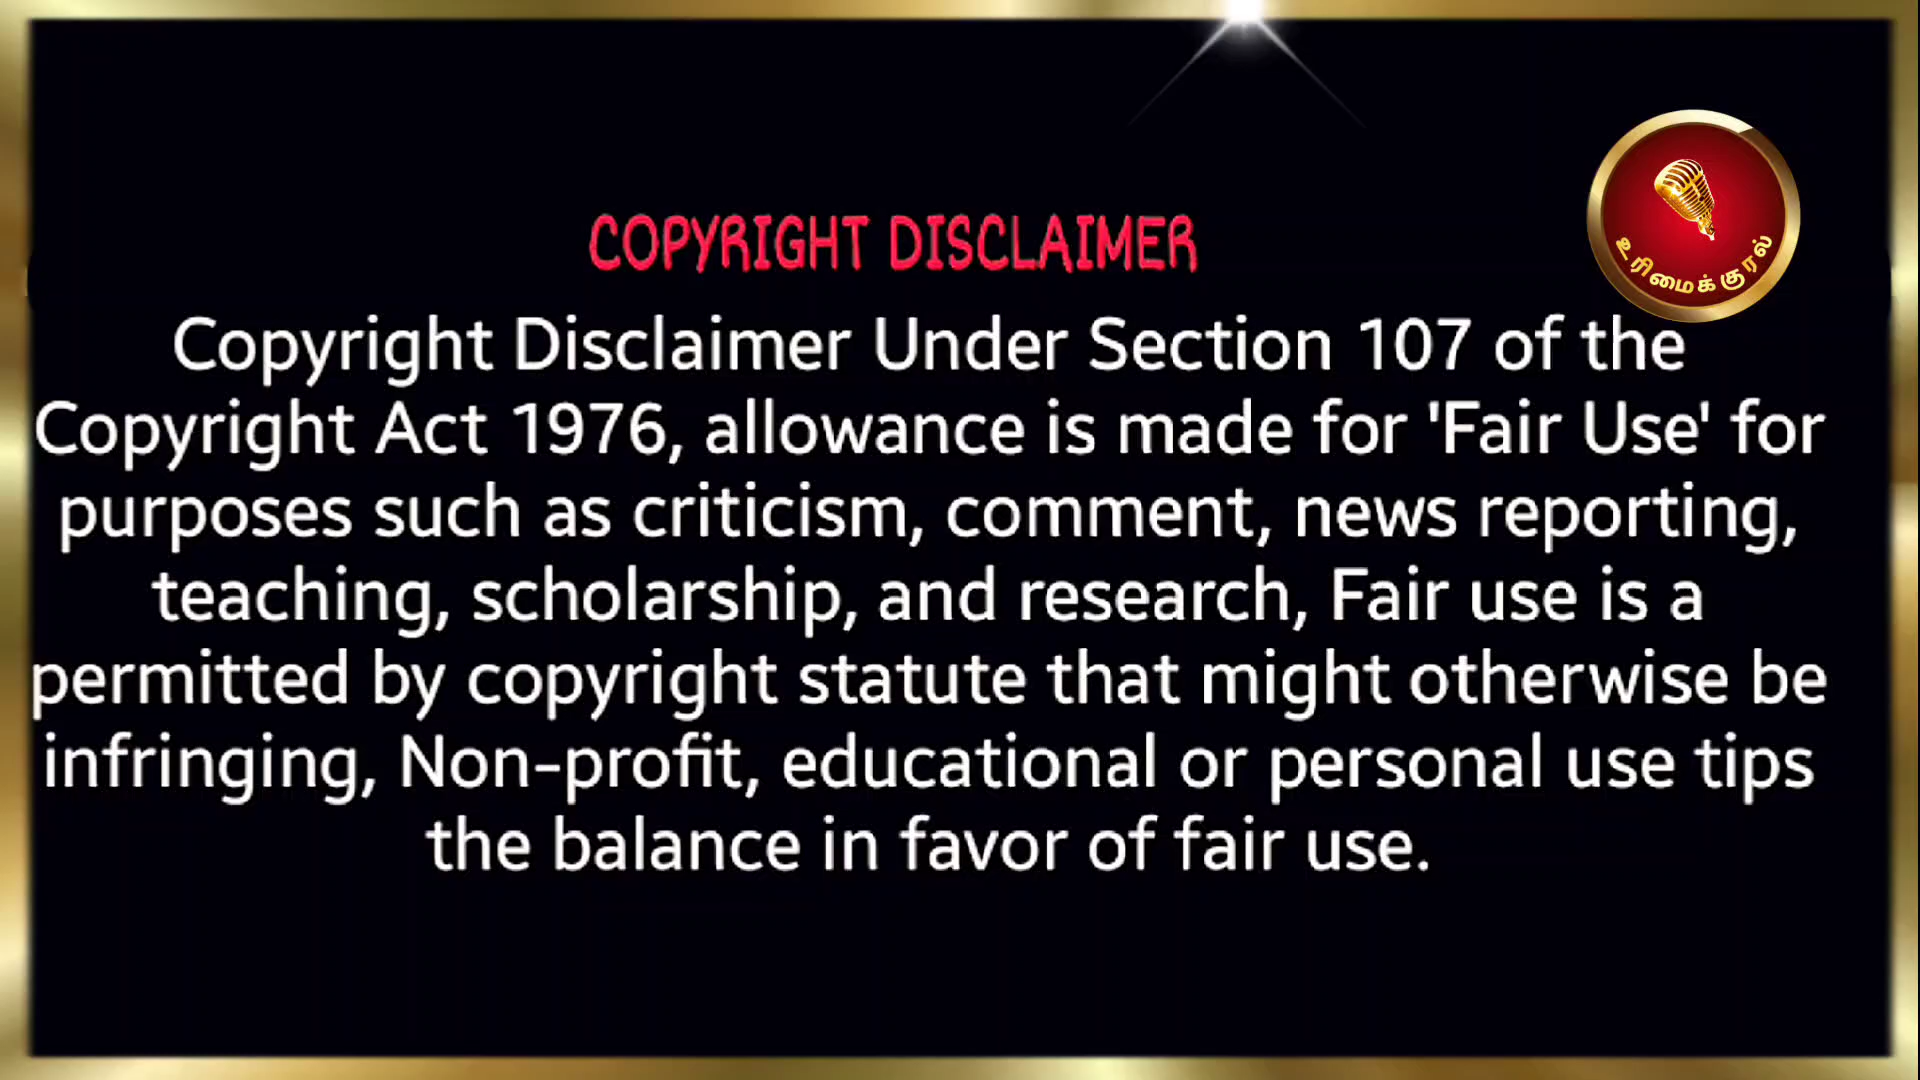 COPYRIGHT DISCLAIMER
உரிமைக்குரல்
Copyright Disclaimer Under Section 107 of the
Copyright Act 1976, allowance is made for 'Fair Use' for
purposes such as criticism, comment, news reporting,
teaching, scholarship, and research, Fair use is a
permitted by copyright statute that might otherwise be
infringing, Non-profit, educational or personal use tips
the balance in favor of fair use.